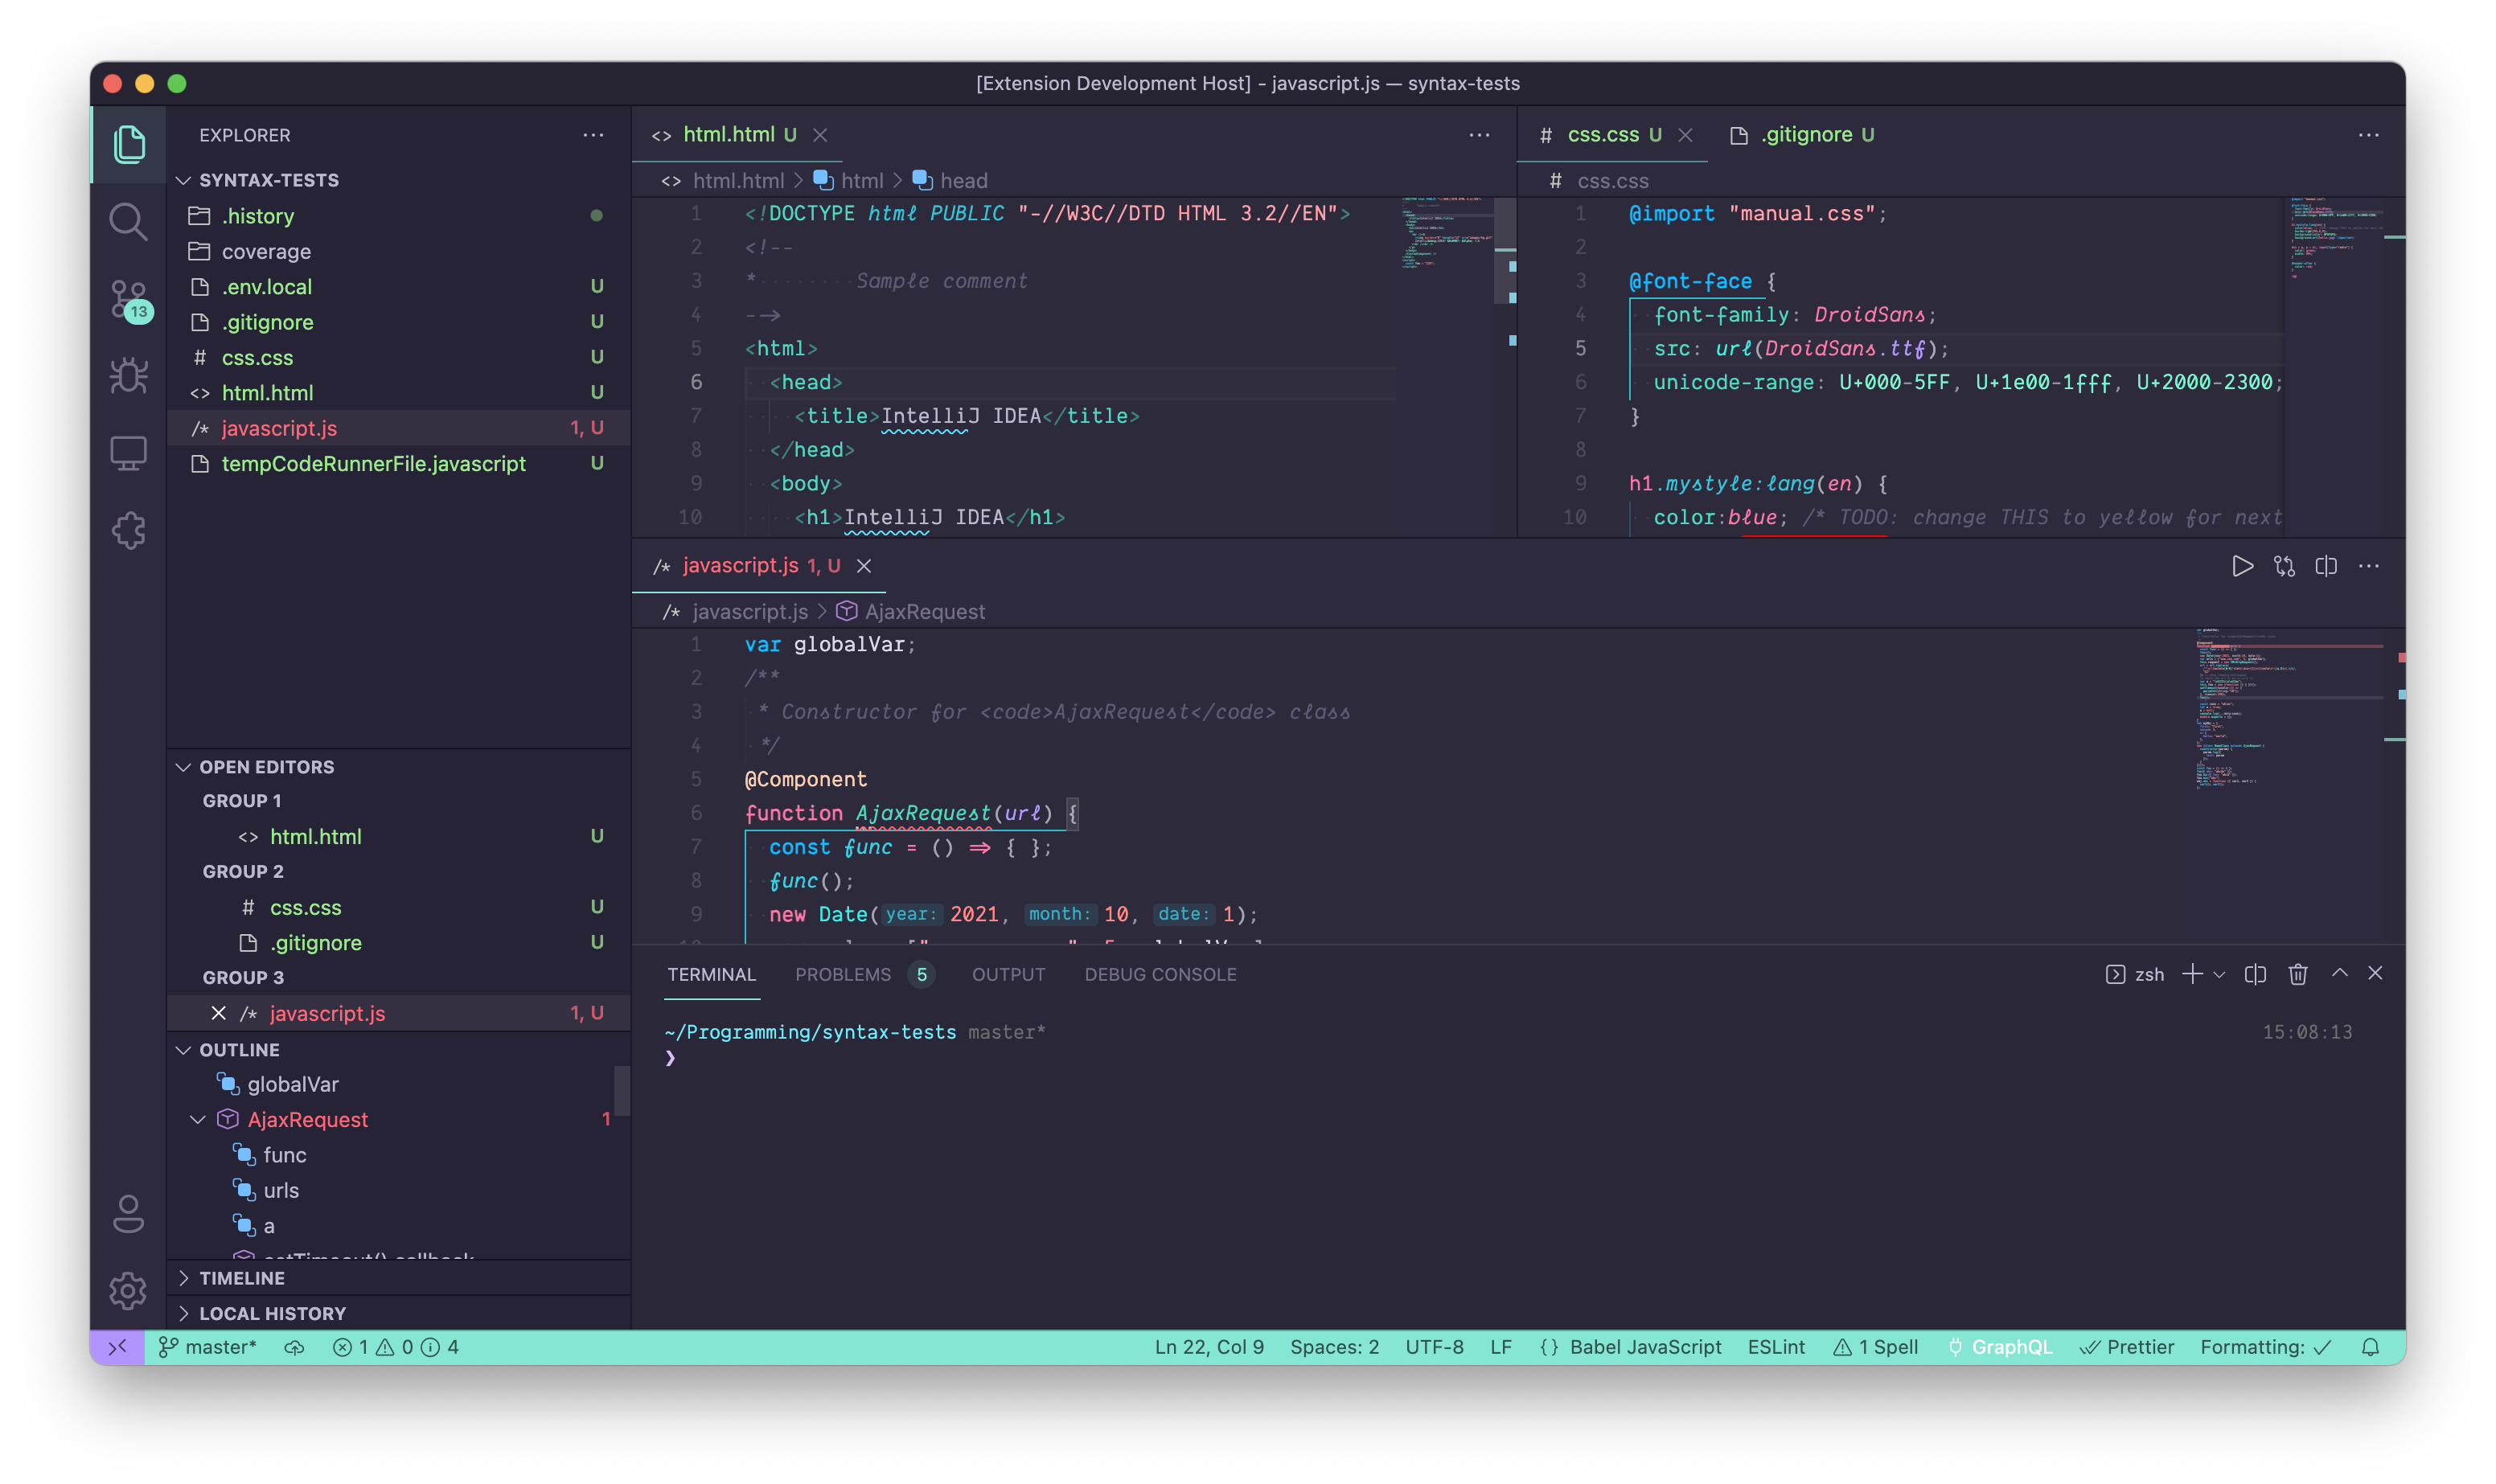 [Extension Development Host] - javascript.js — syntax-tests
13
EXPLORER
SYNTAX-TESTS
.history
coverage
.env.local U
.gitignore U
css.css U
html.html U
javascript.js 1, U
tempCodeRunnerFile.javascript U
OPEN EDITORS
GROUP 1
html.html U
GROUP 2
css.css U
.gitignore U
GROUP 3
javascript.js 1, U
OUTLINE
globalVar
AjaxRequest 1
func
urls
a
setTimeout() callback
TIMELINE
LOCAL HISTORY
html.html U
html.html > html > head
1 <!DOCTYPE html PUBLIC "-//W3C//DTD HTML 3.2//EN">
2 <!--
3 * Sample comment
4 -->
5 <html>
6 <head>
7 <title>IntelliJ IDEA</title>
8 </head>
9 <body>
10 <h1>IntelliJ IDEA</h1>
# css.css U .gitignore U
# css.css
1 @import "manual.css";
2
3 @font-face {
4 font-family: DroidSans;
5 src: url(DroidSans.ttf);
6 unicode-range: U+000-5FF, U+1e00-1fff, U+2000-2300;
7 }
8
9 h1.mystyle:lang(en) {
10 color:blue; /* TODO: change THIS to yellow for next
/* javascript.js 1, U
/* javascript.js > AjaxRequest
1 var globalVar;
2 /**
3 * Constructor for <code>AjaxRequest</code> class
4 */
5 @Component
6 function AjaxRequest(url) {
7 const func = () => { };
8 func();
9 new Date(year: 2021, month: 10, date: 1);
TERMINAL PROBLEMS 5 OUTPUT DEBUG CONSOLE
zsh
~/Programming/syntax-tests master* 15:08:13
❯
master* 1 0 4 Ln 22, Col 9 Spaces: 2 UTF-8 LF {} Babel JavaScript ESLint 1 Spell GraphQL Prettier Formatting: ✓